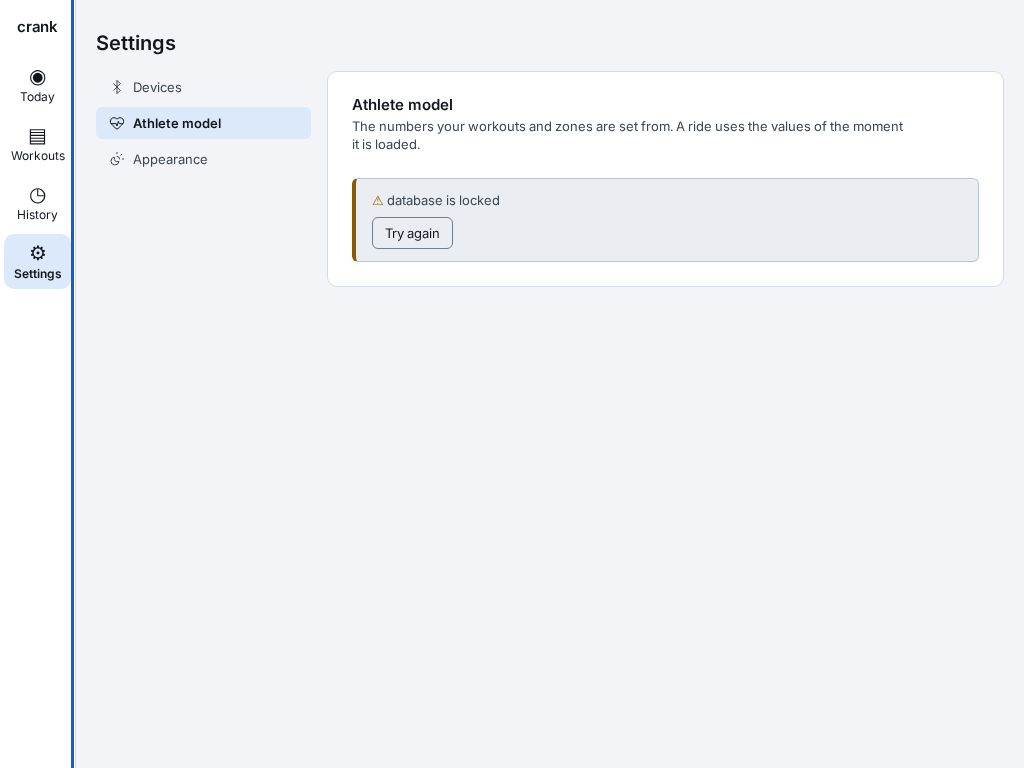 crank
Today
Workouts
History
Settings
Settings
Devices
Athlete model
Appearance
Athlete model
The numbers your workouts and zones are set from. A ride uses the values of the moment
it is loaded.
⚠ database is locked
Try again